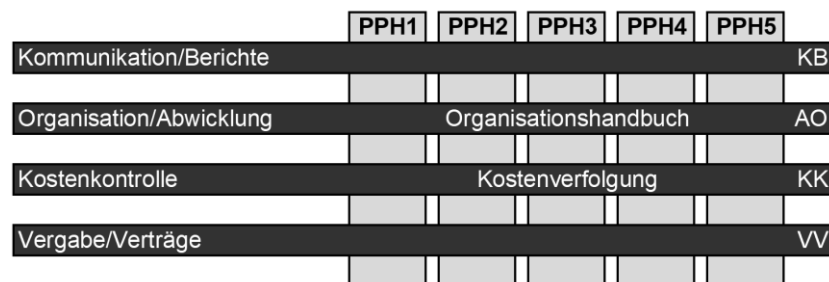 PPH1 PPH2 PPH3 PPH4 PPH5
Kommunikation/Berichte KB
Organisation/Abwicklung Organisationshandbuch AO
Kostenkontrolle Kostenverfolgung KK
Vergabe/Verträge VV